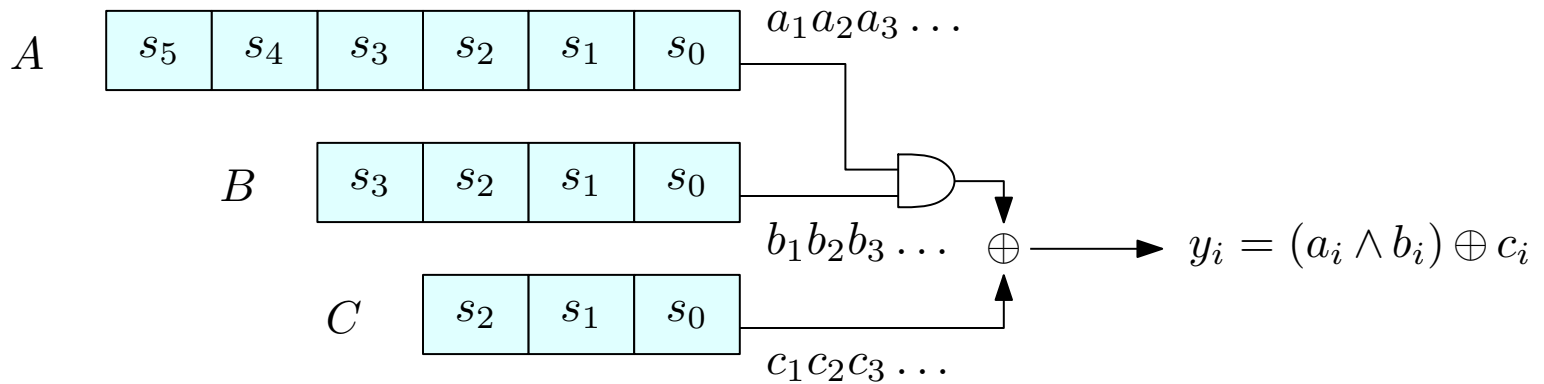 a₁a₂a₃ …
A s₅ s₄ s₃ s₂ s₁ s₀
B s₃ s₂ s₁ s₀
b₁b₂b₃ … ⊕ yᵢ = (aᵢ ∧ bᵢ) ⊕ cᵢ
C s₂ s₁ s₀
c₁c₂c₃ …